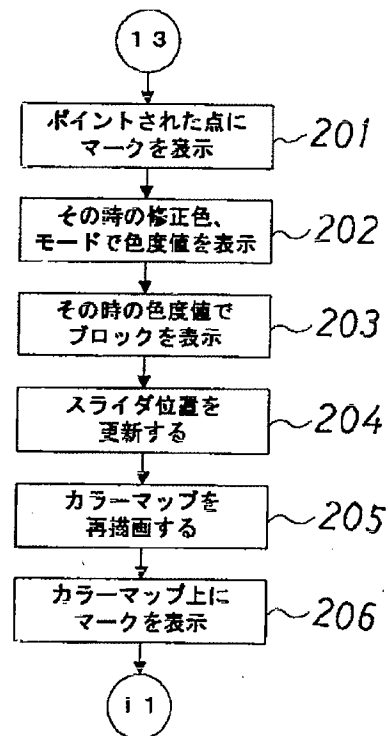 13
ポイントされた点に
マークを表示
201
その時の修正色、
モードで色度値を表示
202
その時の色度値で
ブロックを表示
203
スライダ位置を
更新する
204
カラーマップを
再描画する
205
カラーマップ上に
マークを表示
206
i1